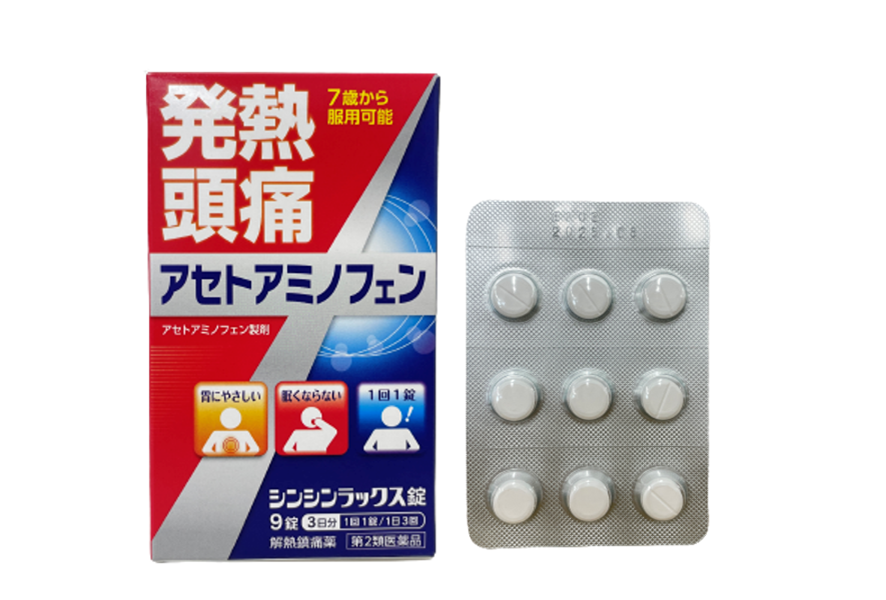 発熱
頭痛
7歳から
服用可能
アセトアミノフェン
アセトアミノフェン製剤
胃にやさしい
眠くならない
1回1錠
シンシンラックス錠
9錠 3日分 1回1錠/1日3回
解熱鎮痛薬 第2類医薬品